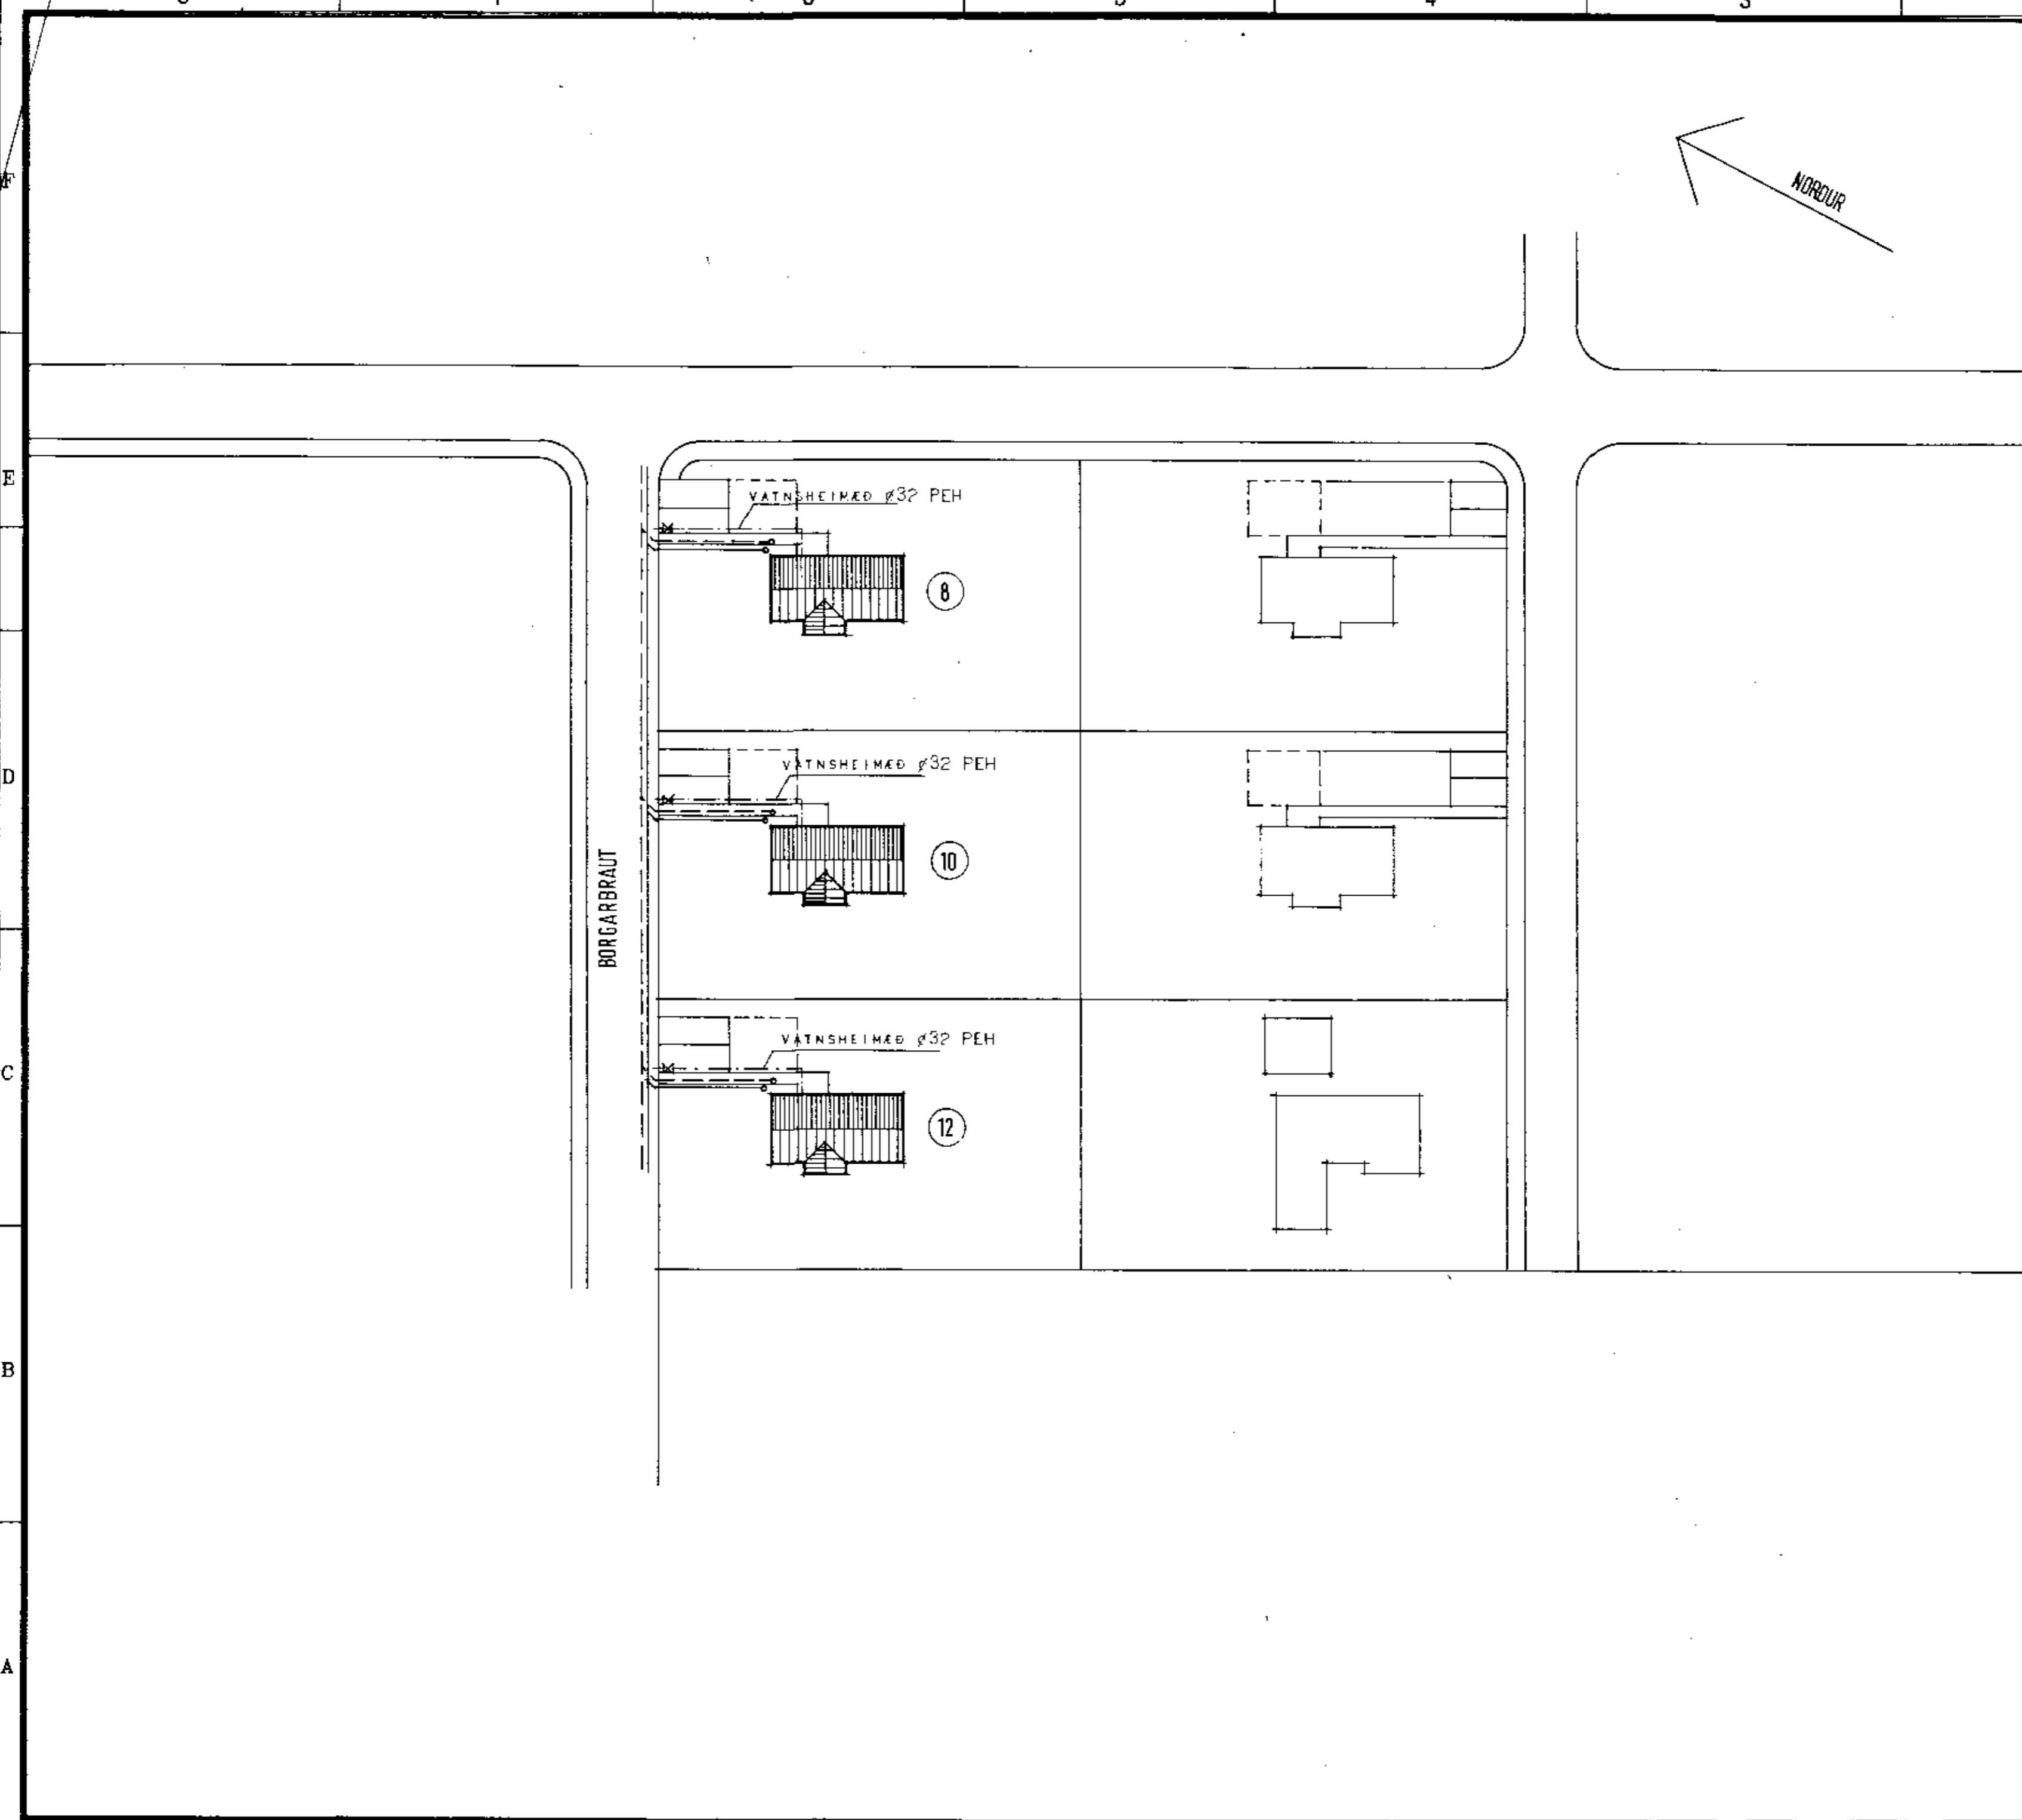 NORÐUR
F
E
VATNSHEIMÆÐ ø32 PEH
8
D
VATNSHEIMÆÐ ø32 PEH
10
BORGARBRAUT
C
VATNSHEIMÆÐ ø32 PEH
12
B
A